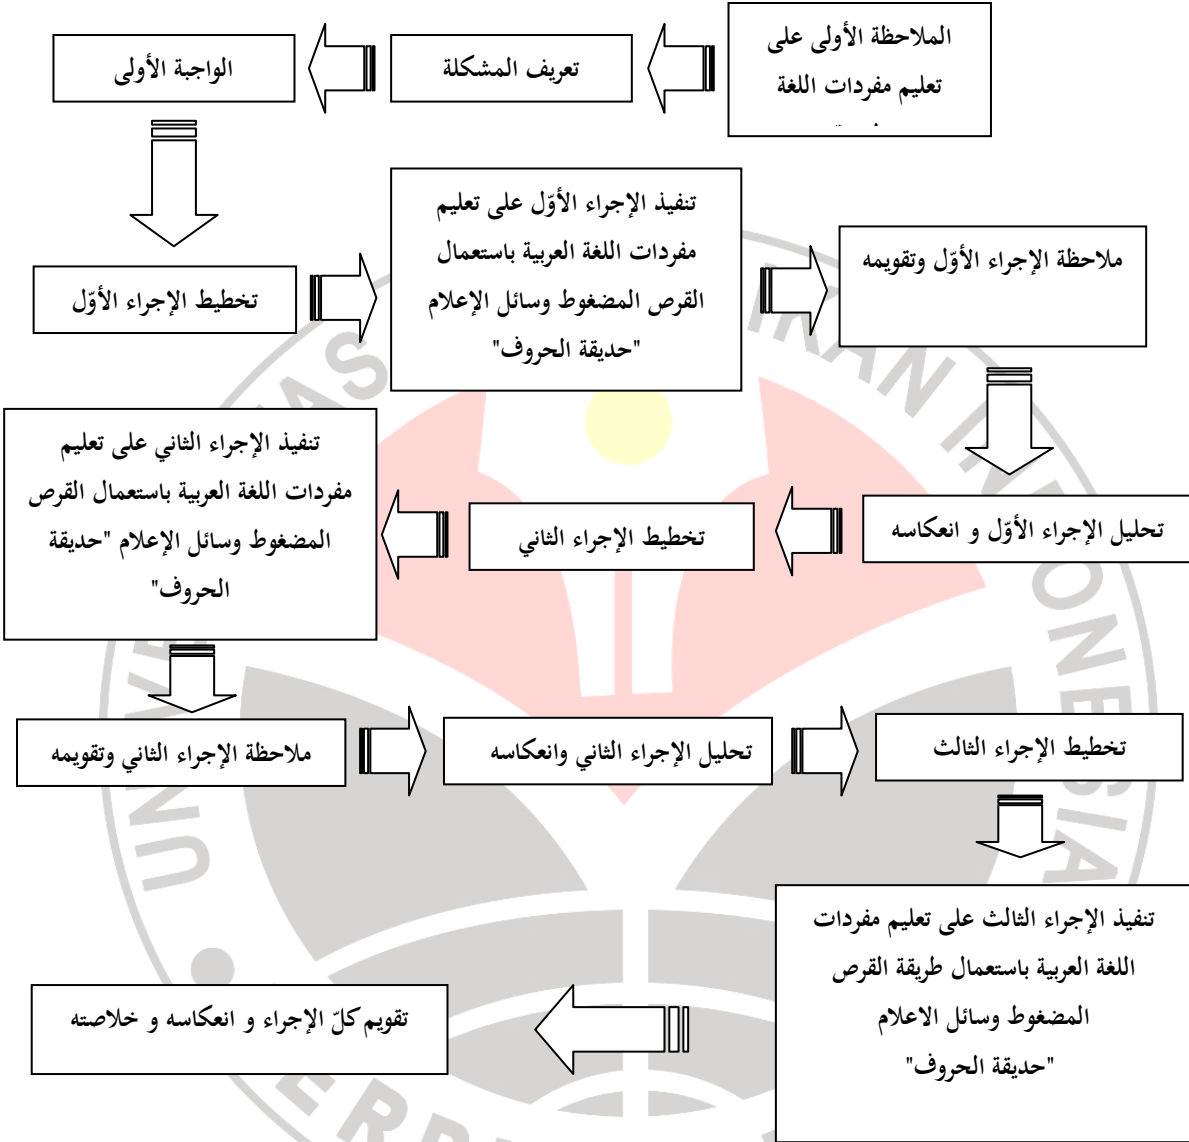 الملاحظة الأولى على
تعليم مفردات اللغة
تعريف المشكلة
الواجبة الأولى
تخطيط الإجراء الأوّل
تنفيذ الإجراء الأوّل على تعليم
مفردات اللغة العربية باستعمال
القرص المضغوط وسائل الإعلام
"حديقة الحروف"
ملاحظة الإجراء الأوّل وتقويمه
تحليل الإجراء الأوّل و انعكاسه
تخطيط الإجراء الثاني
تنفيذ الإجراء الثاني على تعليم
مفردات اللغة العربية باستعمال القرص
المضغوط وسائل الإعلام "حديقة
الحروف"
ملاحظة الإجراء الثاني وتقويمه
تحليل الإجراء الثاني وانعكاسه
تخطيط الإجراء الثالث
تنفيذ الإجراء الثالث على تعليم مفردات
اللغة العربية باستعمال طريقة القرص
المضغوط وسائل الاعلام
"حديقة الحروف"
تقويم كلّ الإجراء و انعكاسه و خلاصته
INDONESIA